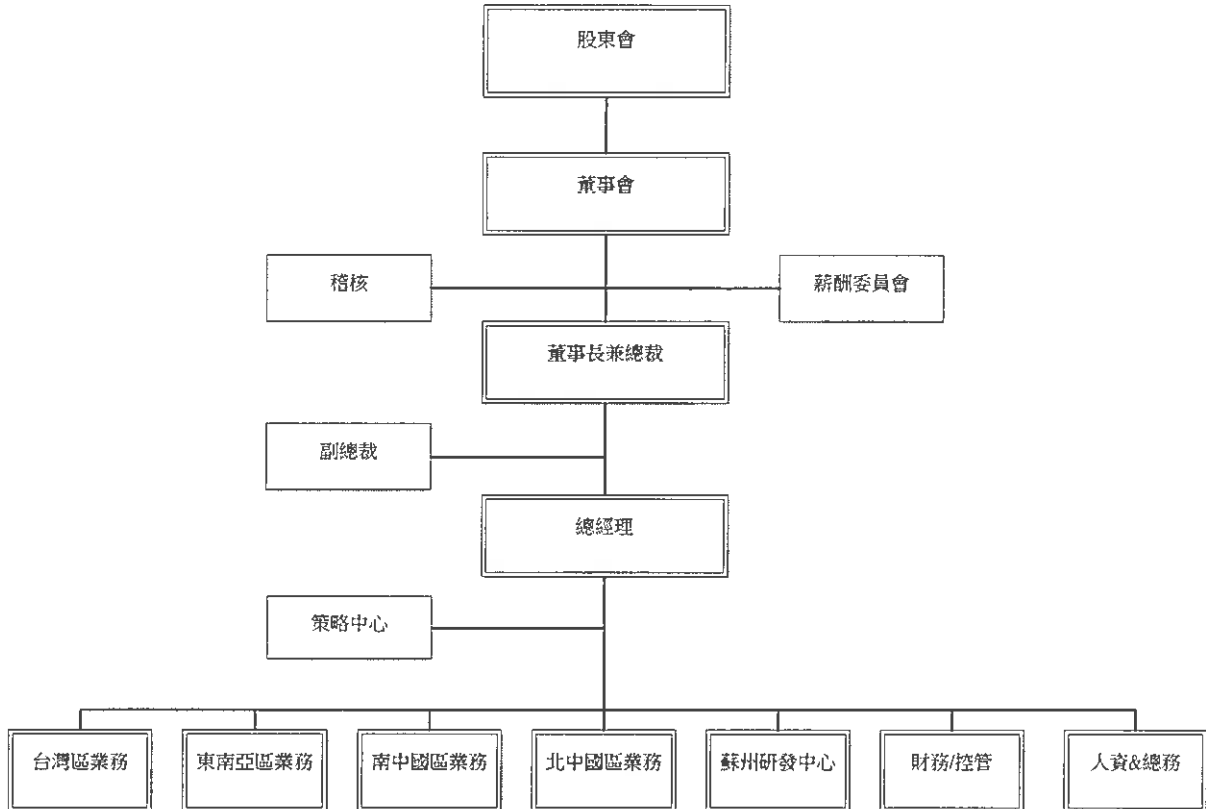 股東會
董事會
稽核
薪酬委員會
董事長兼總裁
副總裁
總經理
策略中心
台灣區業務
東南亞區業務
南中國區業務
北中國區業務
蘇州研發中心
財務/控管
人資&總務